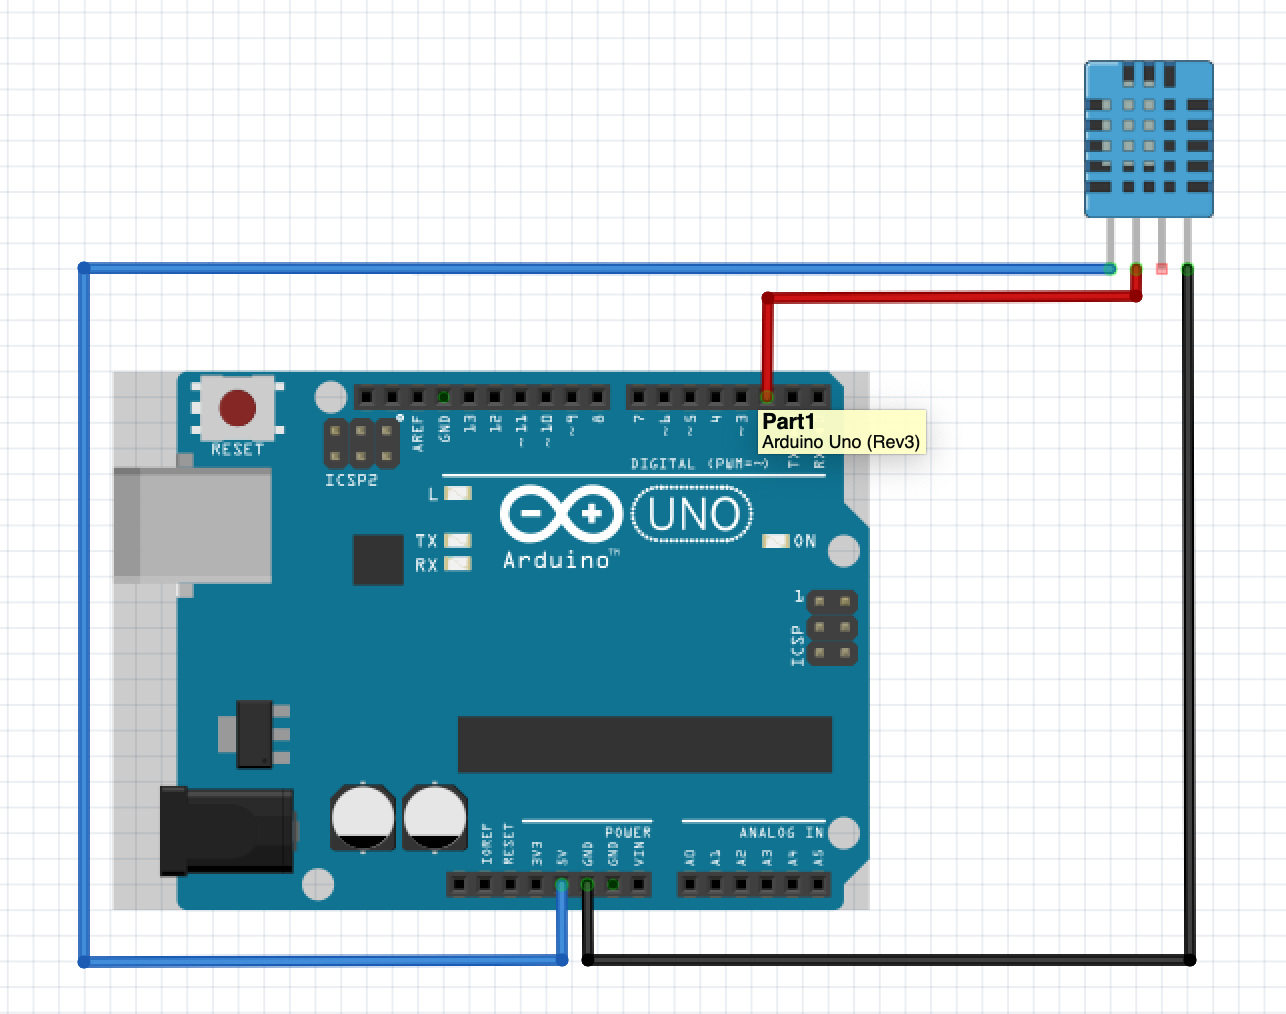 AREF
GND
13
12
~11
~10
~9
8
7
~6
~5
4
~3
Part1
Arduino Uno (Rev3)
RESET
ICSP2
DIGITAL (PWM=~)
L
UNO
TX
RX
ON
Arduino™
1
ICSP
POWER
ANALOG IN
IOREF
RESET
3V3
5V
GND
GND
VIN
A0
A1
A2
A3
A4
A5